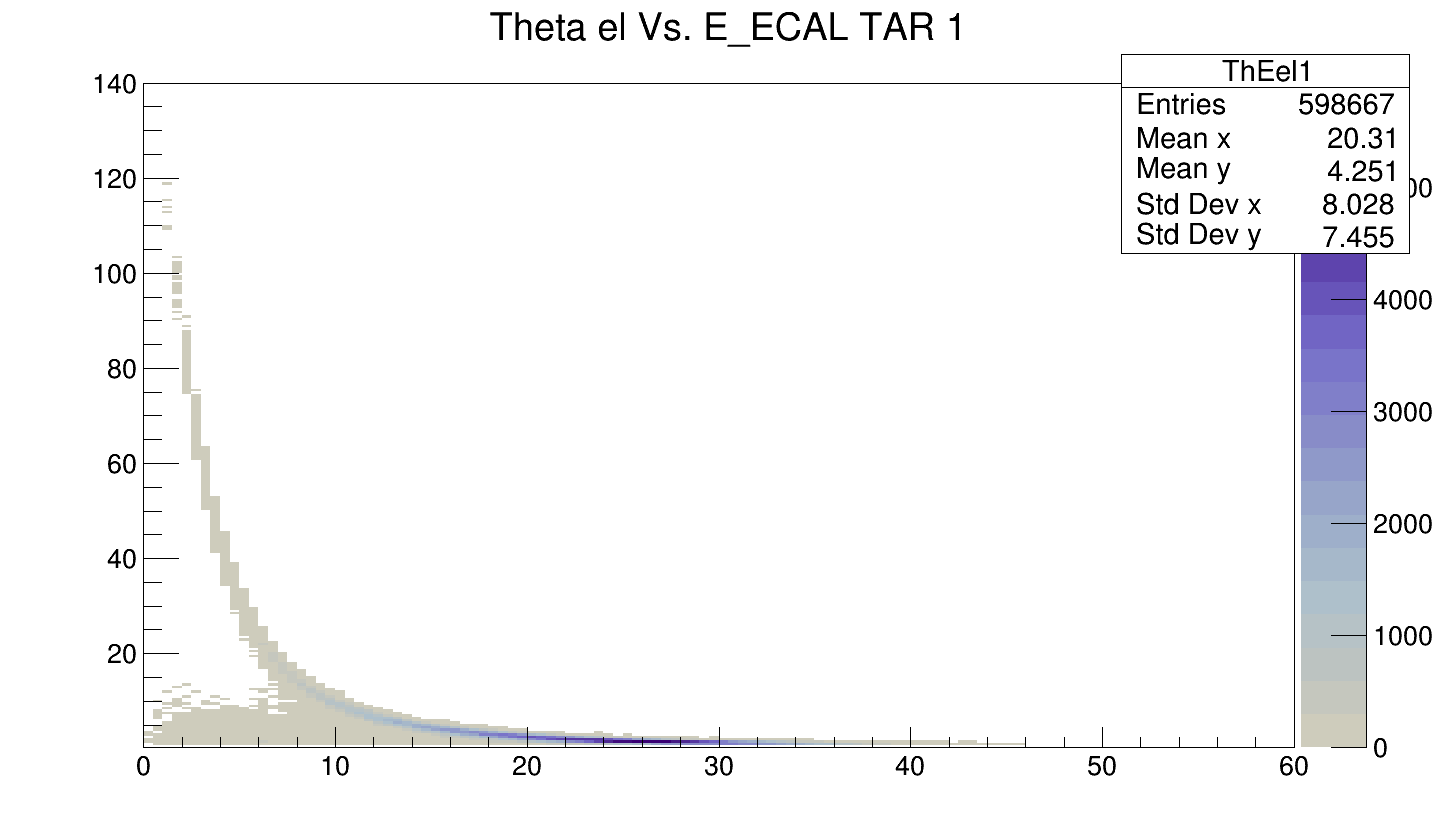 Theta el Vs. E_ECAL TAR 1
ThEel1
Entries 598667
Mean x 20.31
Mean y 4.251
Std Dev x 8.028
Std Dev y 7.455
140
120
100
80
60
40
20
0 10 20 30 40 50 60
4000
3000
2000
1000
0